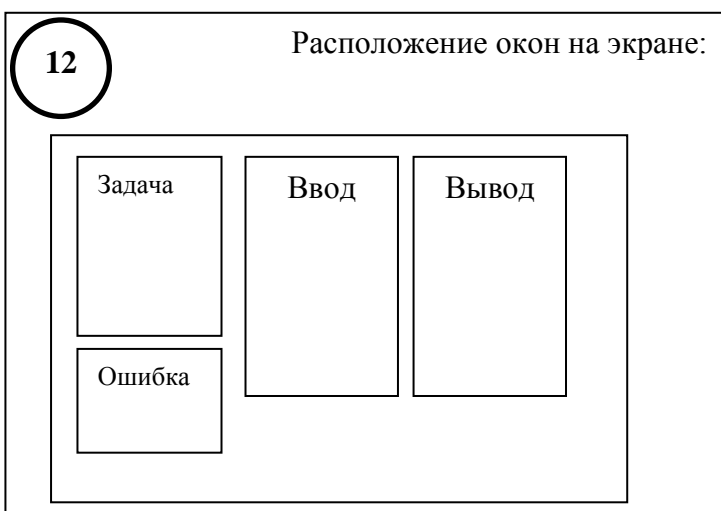 12
Расположение окон на экране:
Задача
Ввод
Вывод
Ошибка